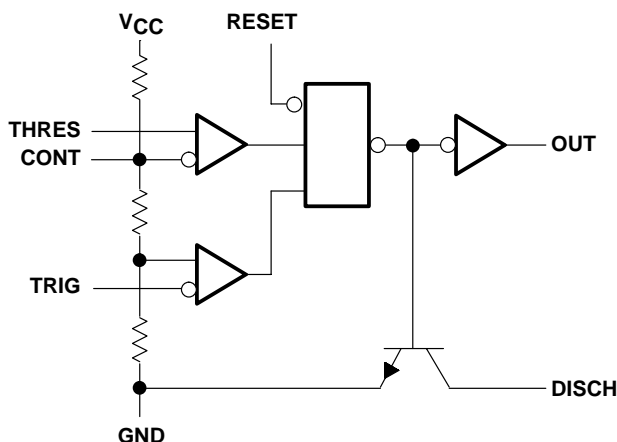 VCC
RESET
THRES
CONT
OUT
TRIG
DISCH
GND